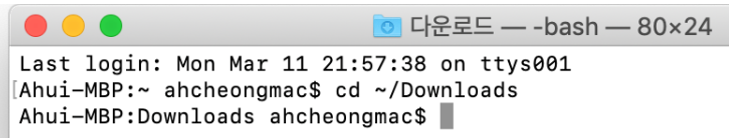 다운로드 — -bash — 80×24
Last login: Mon Mar 11 21:57:38 on ttys001
[Ahui-MBP:~ ahcheongmac$ cd ~/Downloads
Ahui-MBP:Downloads ahcheongmac$